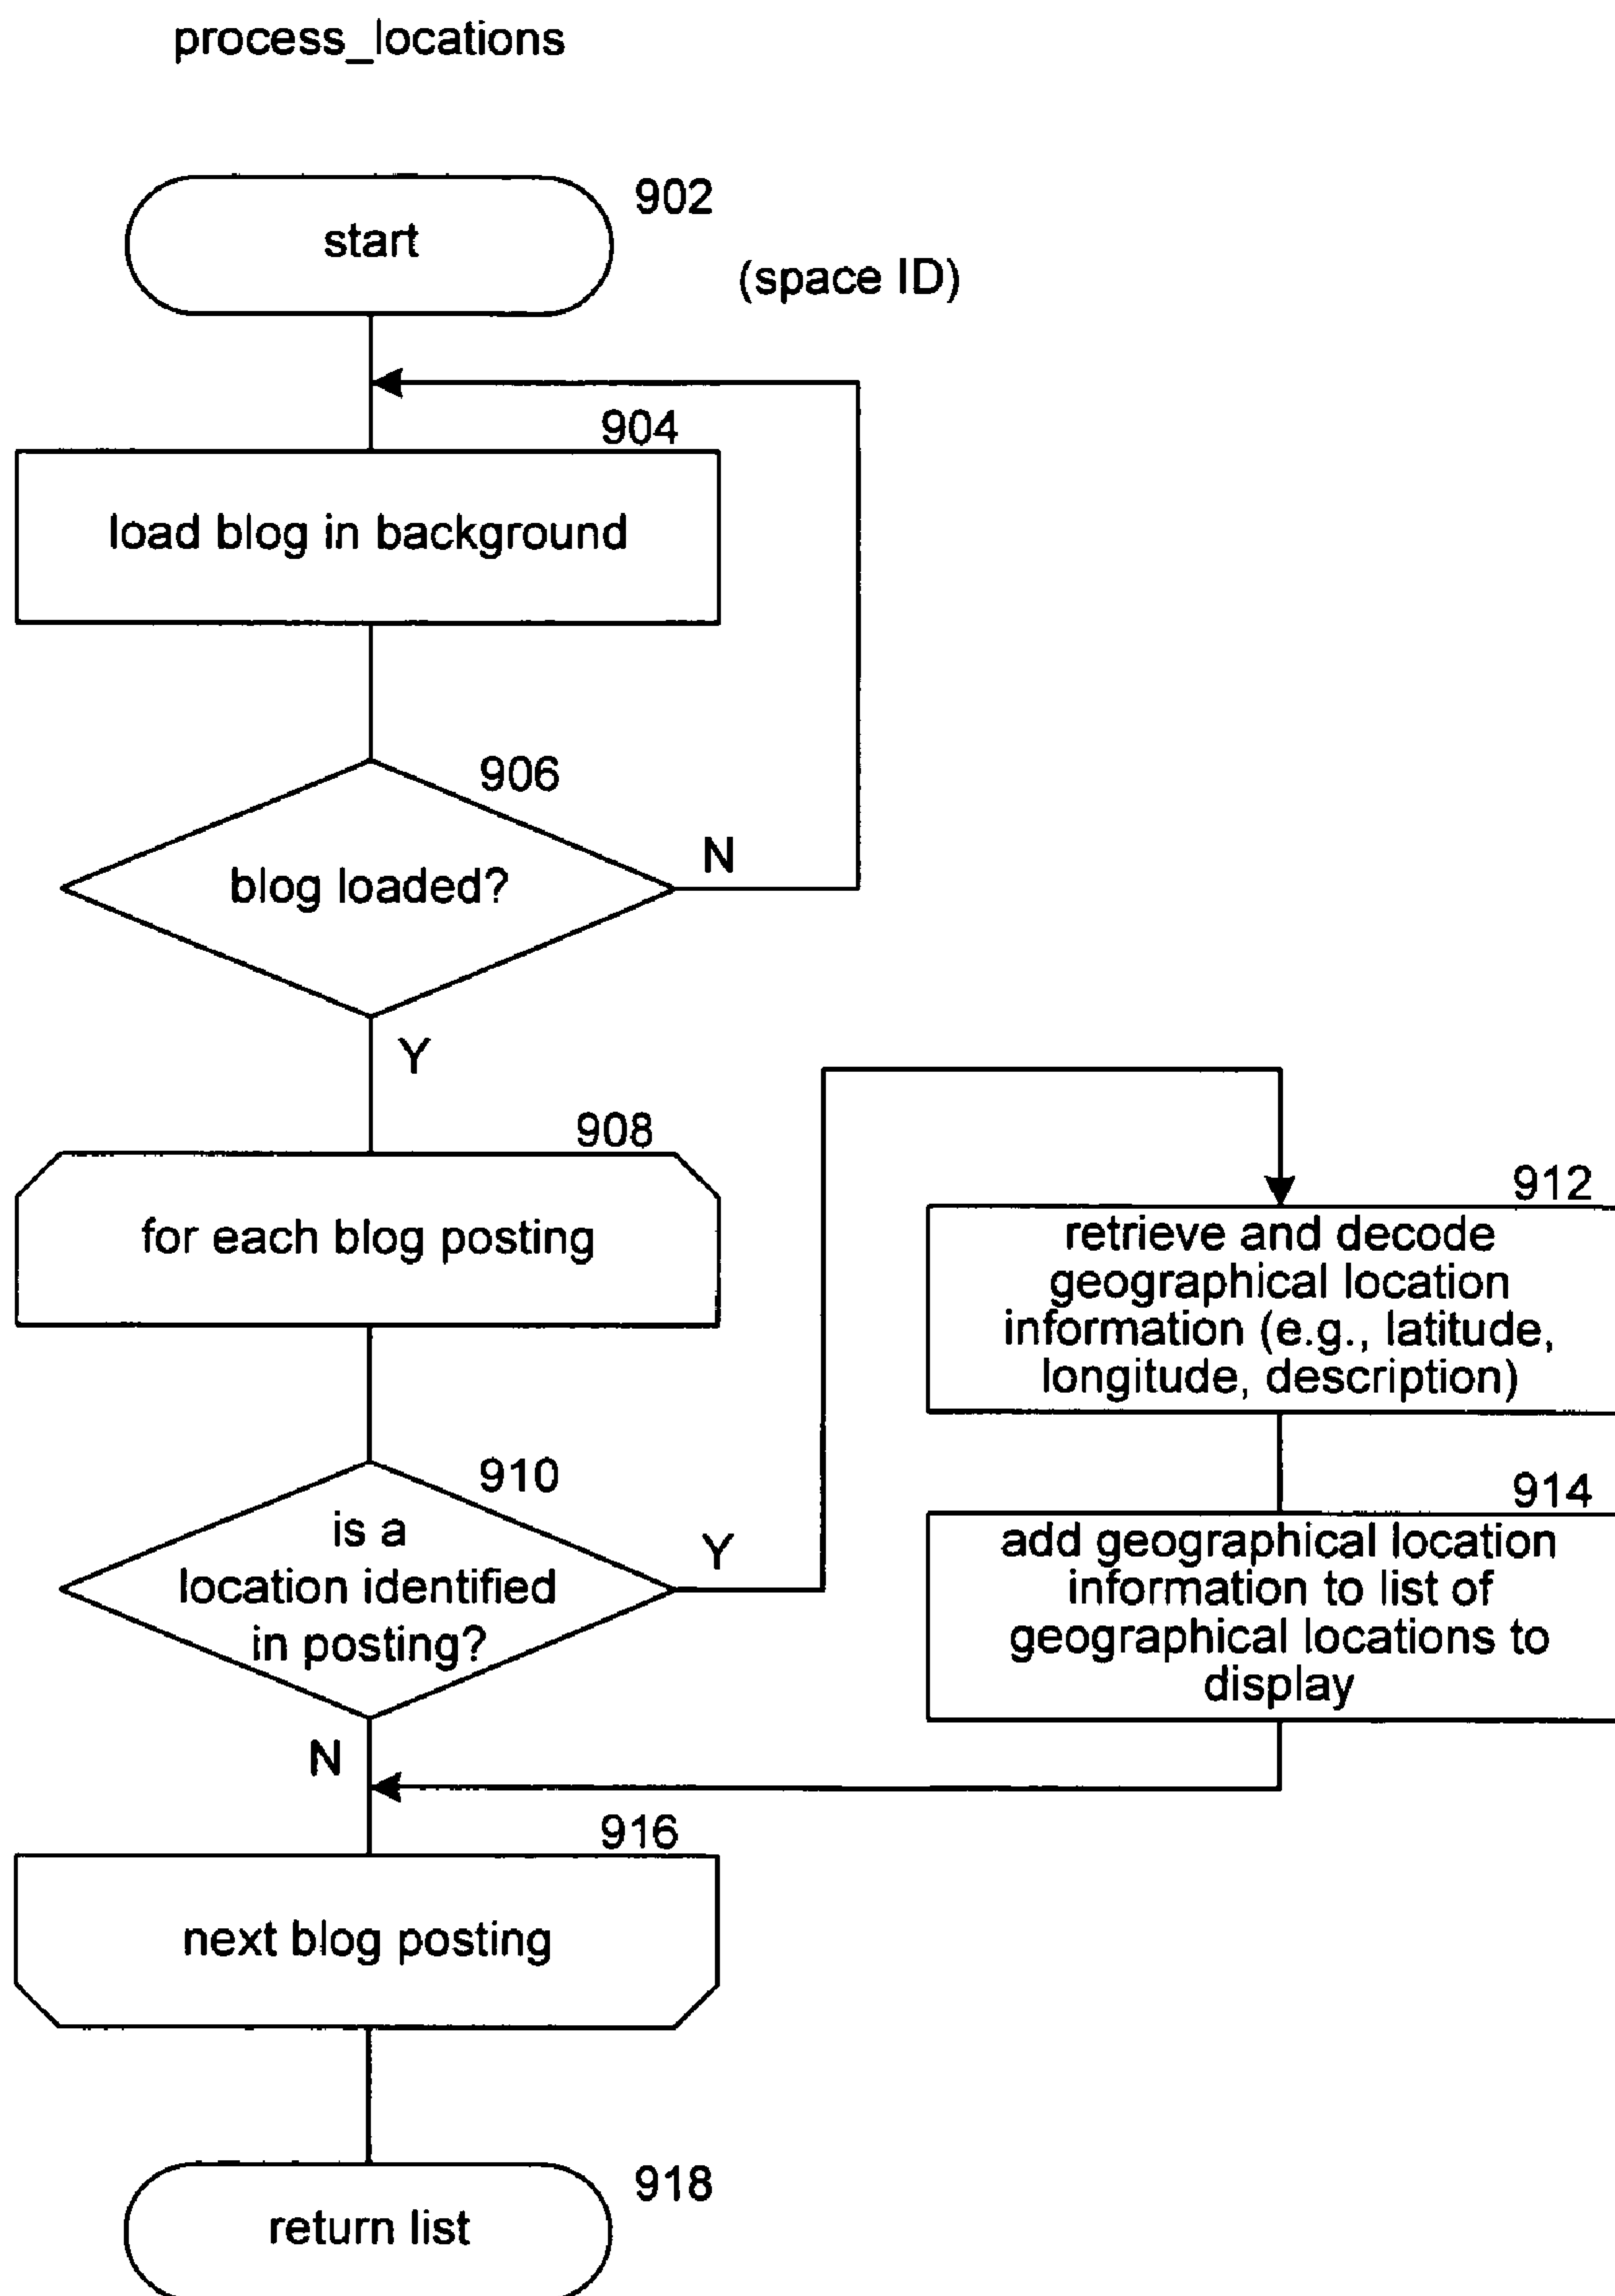 process_locations
902
start
(space ID)
904
load blog in background
906
blog loaded?
N
Y
908
for each blog posting
910
is a
location identified
in posting?
Y
N
912
retrieve and decode
geographical location
information (e.g., latitude,
longitude, description)
914
add geographical location
information to list of
geographical locations to
display
916
next blog posting
918
return list